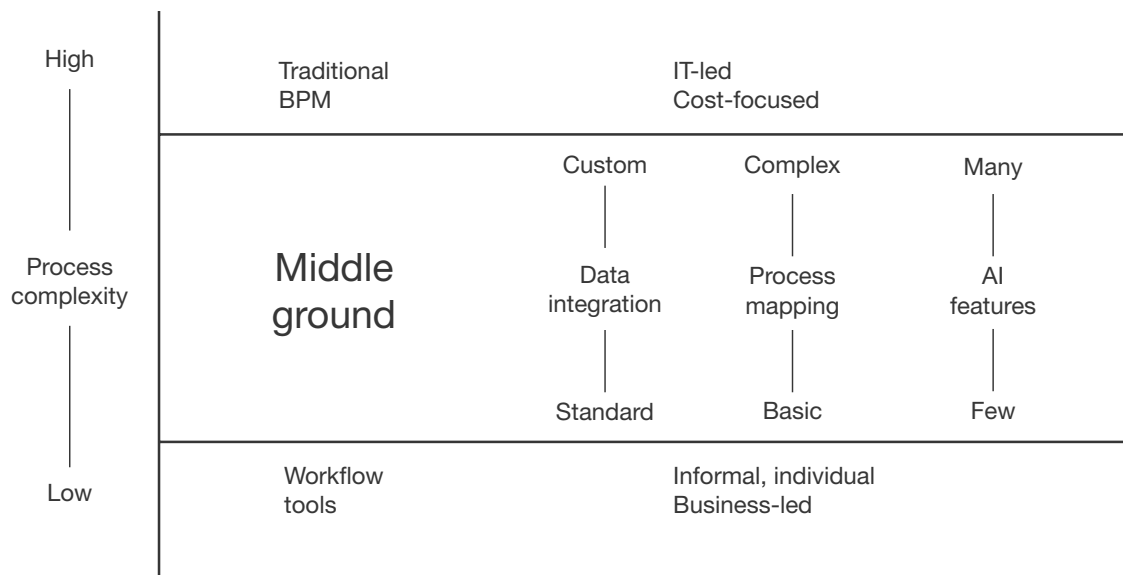 High
Process
complexity
Low
Traditional
BPM
IT-led
Cost-focused
Middle
ground
Custom
Data
integration
Standard
Complex
Process
mapping
Basic
Many
AI
features
Few
Workflow
tools
Informal, individual
Business-led